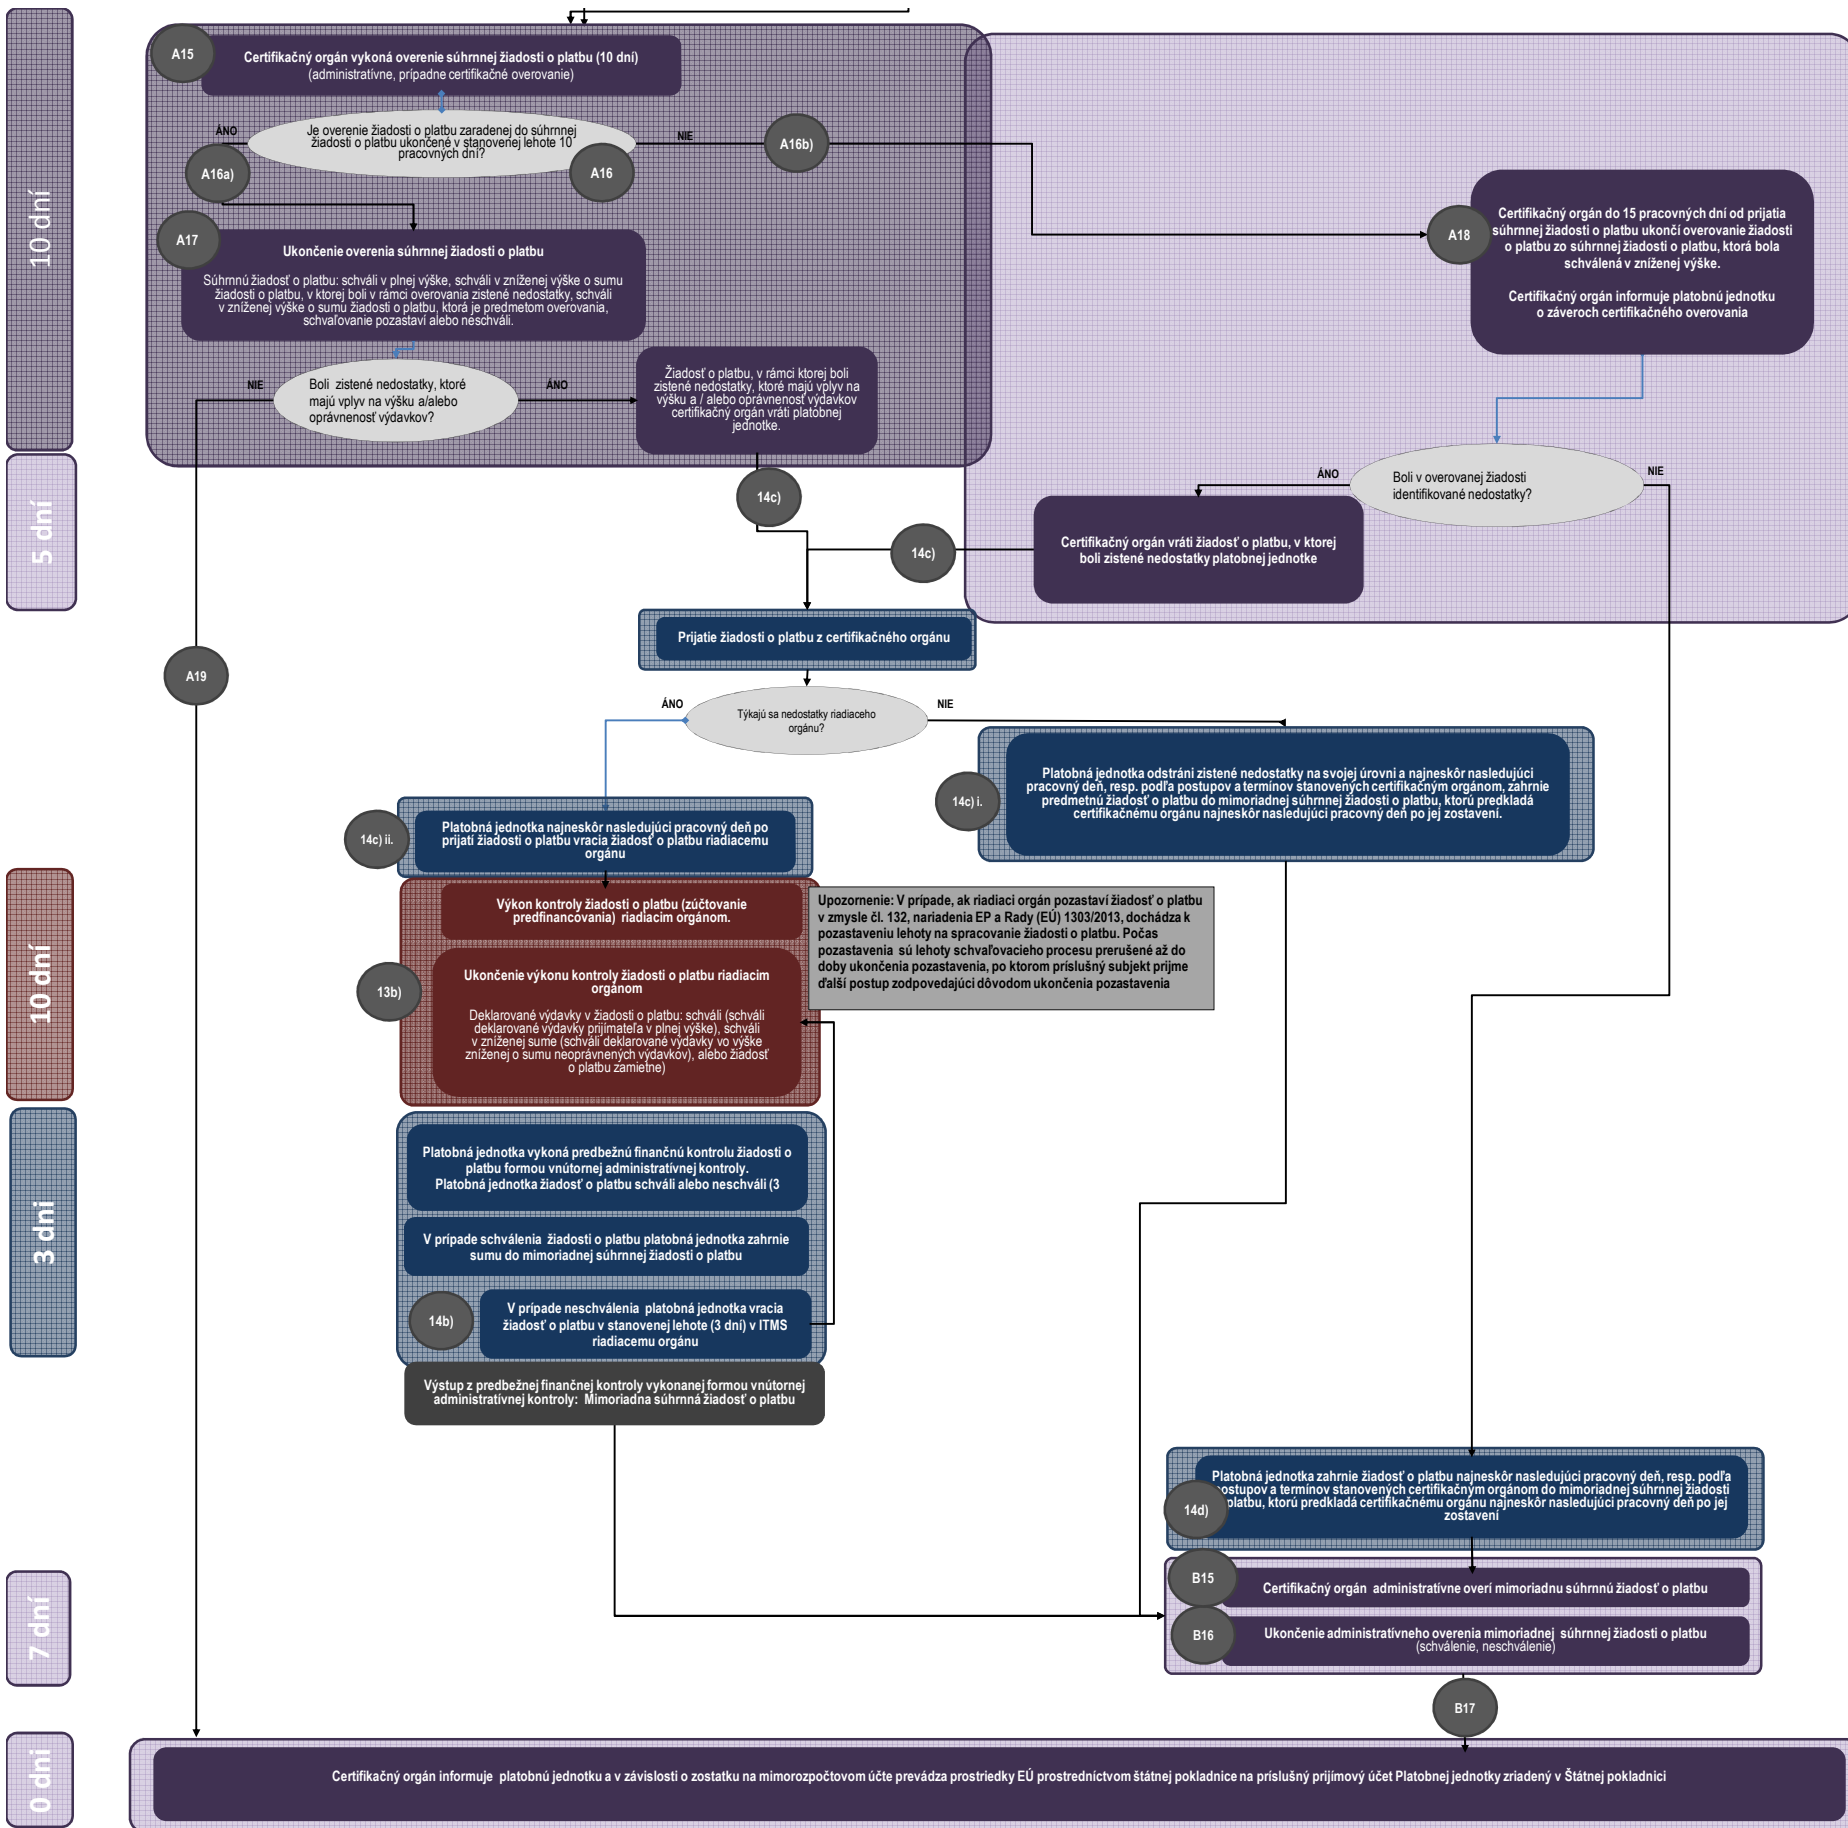 10 dní
A15
Certifikačný orgán vykoná overenie súhrnnej žiadosti o platbu (10 dní)
(administratívne, prípadne certifikačné overovanie)
ÁNO
Je overenie žiadosti o platbu zaradenej do súhrnnej
žiadosti o platbu ukončené v stanovenej lehote 10
pracovných dní?
NIE
A16b)
A16a)
A16
A17
Ukončenie overenia súhrnnej žiadosti o platbu
Súhrnnú žiadosť o platbu: schváli v plnej výške, schváli v zníženej výške o sumu
žiadosti o platbu, v ktorej boli v rámci overovania zistené nedostatky, schváli
v zníženej výške o sumu žiadosti o platbu, ktorá je predmetom overovania,
schvaľovanie pozastaví alebo neschváli.
A18
Certifikačný orgán do 15 pracovných dní od prijatia
súhrnnej žiadosti o platbu ukončí overovanie žiadosti
o platbu zo súhrnnej žiadosti o platbu, ktorá bola
schválená v zníženej výške.
Certifikačný orgán informuje platobnú jednotku
o záveroch certifikačného overovania
NIE
Boli zistené nedostatky, ktoré
majú vplyv na výšku a/alebo
oprávnenosť výdavkov?
ÁNO
Žiadosť o platbu, v rámci ktorej boli
zistené nedostatky, ktoré majú vplyv na
výšku a / alebo oprávnenosť výdavkov
certifikačný orgán vráti platobnej
jednotke.
5 dní
14c)
ÁNO
Boli v overovanej žiadosti
identifikované nedostatky?
NIE
14c)
Certifikačný orgán vráti žiadosť o platbu, v ktorej
boli zistené nedostatky platobnej jednotke
Prijatie žiadosti o platbu z certifikačného orgánu
A19
ÁNO
Týkajú sa nedostatky riadiaceho
orgánu?
NIE
14c) i.
Platobná jednotka odstráni zistené nedostatky na svojej úrovni a najneskôr nasledujúci
pracovný deň, resp. podľa postupov a termínov stanovených certifikačným orgánom, zahrnie
predmetnú žiadosť o platbu do mimoriadnej súhrnnej žiadosti o platbu, ktorú predkladá
certifikačnému orgánu najneskôr nasledujúci pracovný deň po jej zostavení.
14c) ii.
Platobná jednotka najneskôr nasledujúci pracovný deň po
prijatí žiadosti o platbu vracia žiadosť o platbu riadiacemu
orgánu
10 dní
Výkon kontroly žiadosti o platbu (zúčtovanie
predfinancovania) riadiacim orgánom.
Upozornenie: V prípade, ak riadiaci orgán pozastaví žiadosť o platbu
v zmysle čl. 132, nariadenia EP a Rady (EÚ) 1303/2013, dochádza k
pozastaveniu lehoty na spracovanie žiadosti o platbu. Počas
pozastavenia sú lehoty schvaľovacieho procesu prerušené až do
doby ukončenia pozastavenia, po ktorom príslušný subjekt prijme
ďalší postup zodpovedajúci dôvodom ukončenia pozastavenia
13b)
Ukončenie výkonu kontroly žiadosti o platbu riadiacim
orgánom
Deklarované výdavky v žiadosti o platbu: schváli (schváli
deklarované výdavky prijímateľa v plnej výške), schváli
v zníženej sume (schváli deklarované výdavky vo výške
zníženej o sumu neoprávnených výdavkov), alebo žiadosť
o platbu zamietne)
3 dni
Platobná jednotka vykoná predbežnú finančnú kontrolu žiadosti o
platbu formou vnútornej administratívnej kontroly.
Platobná jednotka žiadosť o platbu schváli alebo neschváli (3
V prípade schválenia žiadosti o platbu platobná jednotka zahrnie
sumu do mimoriadnej súhrnnej žiadosti o platbu
14b)
V prípade neschválenia platobná jednotka vracia
žiadosť o platbu v stanovenej lehote (3 dní) v ITMS
riadiacemu orgánu
Výstup z predbežnej finančnej kontroly vykonanej formou vnútornej
administratívnej kontroly: Mimoriadna súhrnná žiadosť o platbu
14d)
Platobná jednotka zahrnie žiadosť o platbu najneskôr nasledujúci pracovný deň, resp. podľa
postupov a termínov stanovených certifikačným orgánom do mimoriadnej súhrnnej žiadosti
platbu, ktorú predkladá certifikačnému orgánu najneskôr nasledujúci pracovný deň po jej
zostavení
7 dní
B15
Certifikačný orgán administratívne overí mimoriadnu súhrnnú žiadosť o platbu
B16
Ukončenie administratívneho overenia mimoriadnej súhrnnej žiadosti o platbu
(schválenie, neschválenie)
B17
0 dni
Certifikačný orgán informuje platobnú jednotku a v závislosti o zostatku na mimorozpočtovom účte prevádza prostriedky EÚ prostredníctvom štátnej pokladnice na príslušný prijímový účet Platobnej jednotky zriadený v Štátnej pokladnici